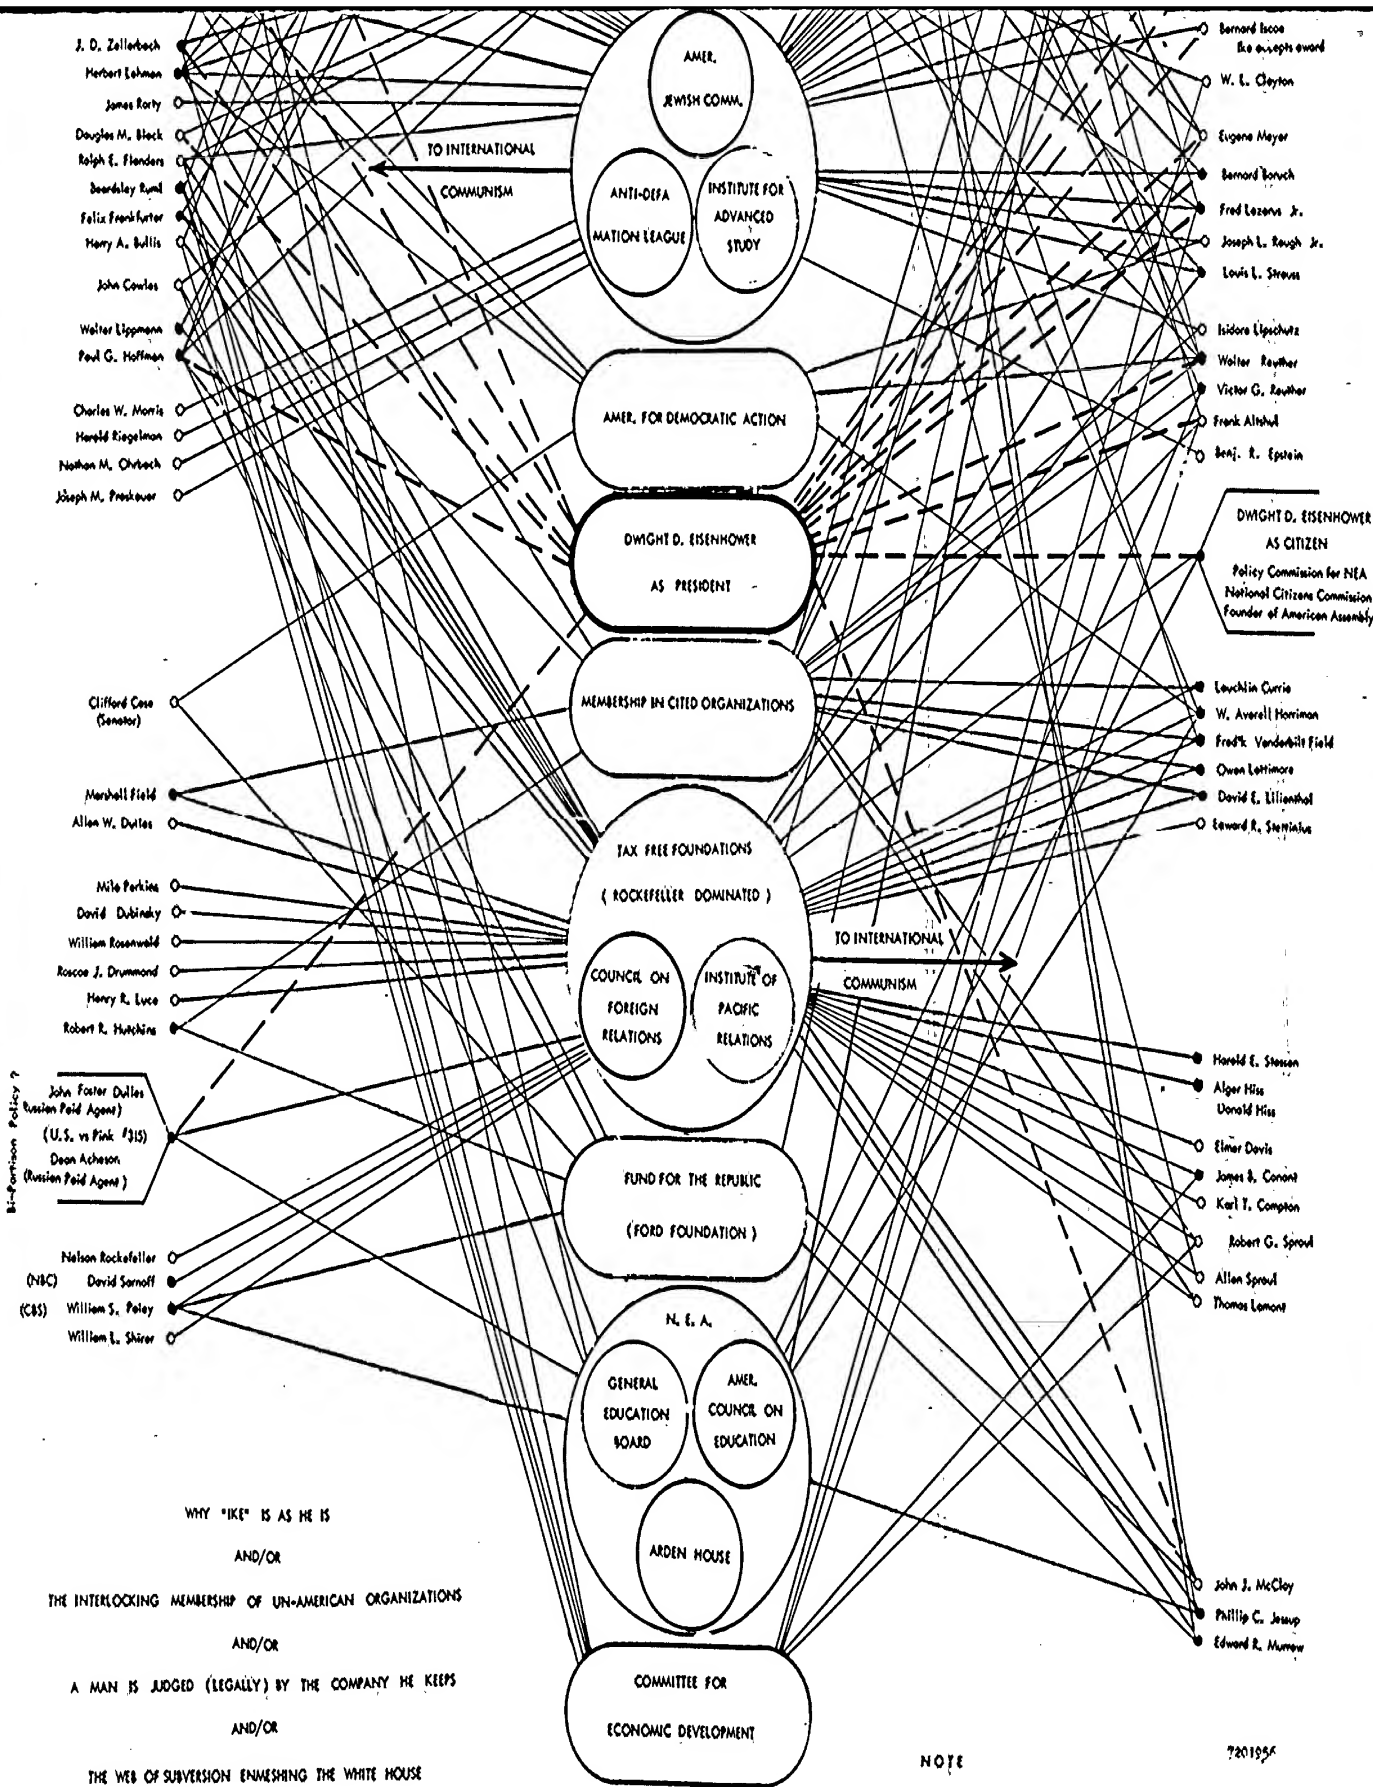 J. D. Zellerbach
Herbert Lehman
James Rorty
Douglas M. Black
Ralph E. Flanders
Beardsley Ruml
Felix Frankfurter
Harry A. Bullis
John Cowles
Walter Lippmann
Paul G. Hoffman
Charles W. Morris
Harold Riegelman
Nathan M. Ohrbach
Joseph M. Proskauer
Clifford Case
(Senator)
Marshall Field
Allen W. Dulles
Milo Perkins
David Dubinsky
William Rosenwald
Roscoe J. Drummond
Henry R. Luce
Robert R. Hutchins
Bi-Partisan Policy ?
John Foster Dulles
Russian Paid Agent)
(U.S. vs Pink #315)
Dean Acheson
(Russian Paid Agent)
Nelson Rockefeller
(NBC) David Sarnoff
(CBS) William S. Paley
William L. Shirer
AMER.
JEWISH COMM.
TO INTERNATIONAL
COMMUNISM
ANTI-DEFA
MATION LEAGUE
INSTITUTE FOR
ADVANCED
STUDY
AMER. FOR DEMOCRATIC ACTION
DWIGHT D. EISENHOWER
AS PRESIDENT
MEMBERSHIP IN CITED ORGANIZATIONS
TAX FREE FOUNDATIONS
( ROCKEFELLER DOMINATED )
TO INTERNATIONAL
COMMUNISM
COUNCIL ON
FOREIGN
RELATIONS
INSTITUTE OF
PACIFIC
RELATIONS
FUND FOR THE REPUBLIC
(FORD FOUNDATION )
N. E. A.
GENERAL
EDUCATION
BOARD
AMER.
COUNCIL ON
EDUCATION
ARDEN HOUSE
COMMITTEE FOR
ECONOMIC DEVELOPMENT
Bernard Iscoe
Ike accepts award
W. L. Clayton
Eugene Meyer
Bernard Baruch
Fred Lazarus Jr.
Joseph L. Rough Jr.
Louis L. Strauss
Isidore Lipschutz
Walter Reuther
Victor G. Reuther
Frank Altshul
Benj. R. Epstein
DWIGHT D. EISENHOWER
AS CITIZEN
Policy Commission for NEA
National Citizens Commission
Founder of American Assembly
Lauchlin Currie
W. Averell Harriman
Fred'k Vanderbilt Field
Owen Lattimore
David E. Lilienthal
Edward R. Stettinius
Harold E. Stassen
Alger Hiss
Donald Hiss
Elmer Davis
James B. Conant
Karl T. Compton
Robert G. Sproul
Allen Sproul
Thomas Lamont
John J. McCloy
Phillip C. Jessup
Edward R. Murrow
WHY "IKE" IS AS HE IS
AND/OR
THE INTERLOCKING MEMBERSHIP OF UN-AMERICAN ORGANIZATIONS
AND/OR
A MAN IS JUDGED (LEGALLY) BY THE COMPANY HE KEEPS
AND/OR
THE WEB OF SUBVERSION ENMESHING THE WHITE HOUSE
NOTE
7201956